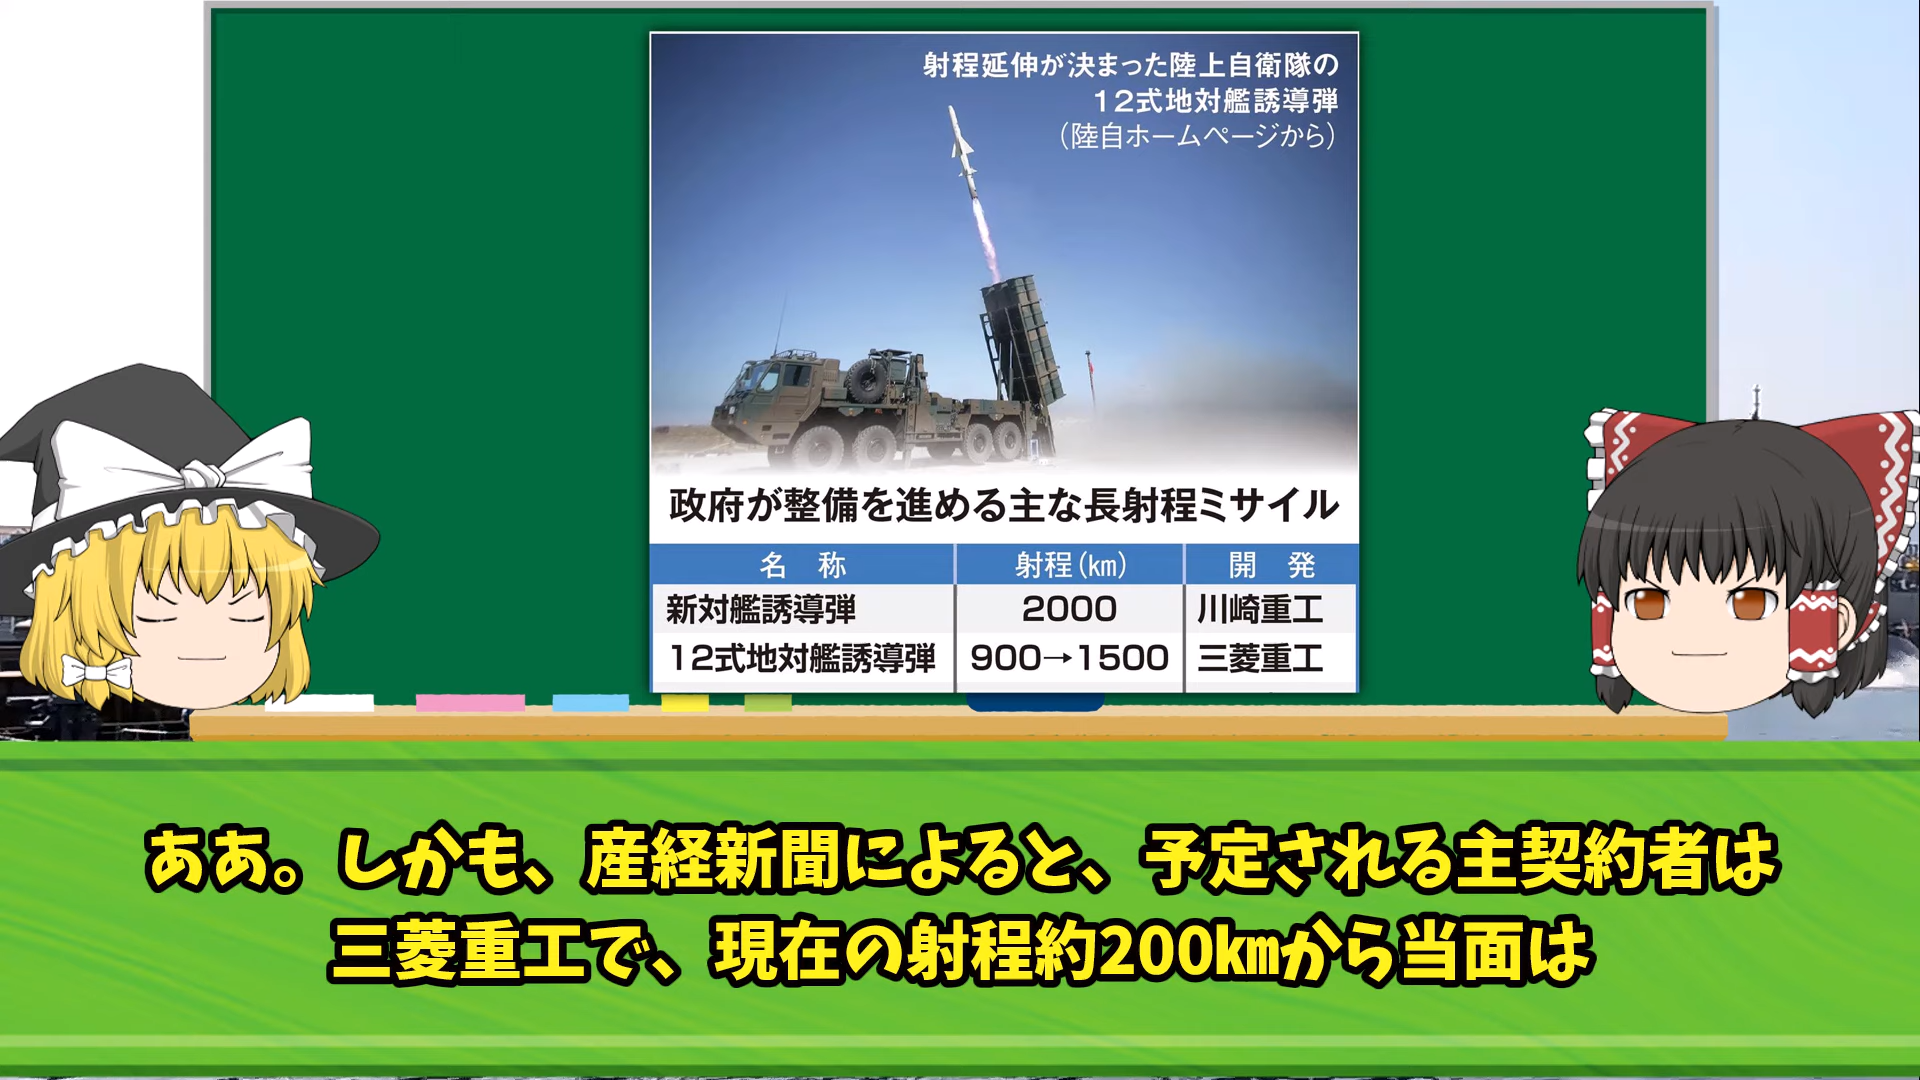 射程延伸が決まった陸上自衛隊の
12式地対艦誘導弾
(陸自ホームページから)
政府が整備を進める主な長射程ミサイル
名 称 射程(㎞) 開 発
新対艦誘導弾 2000 川崎重工
12式地対艦誘導弾 900→1500 三菱重工
ああ。しかも、産経新聞によると、予定される主契約者は
三菱重工で、現在の射程約200㎞から当面は